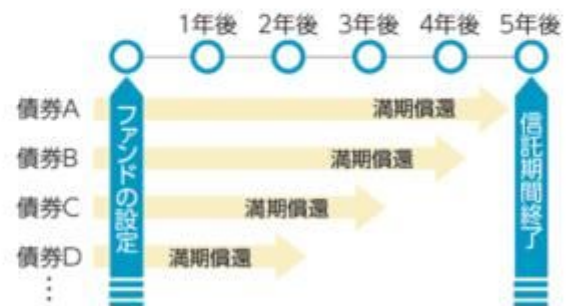 1年後 2年後 3年後 4年後 5年後
債券A 満期償還
債券B 満期償還
債券C 満期償還
債券D 満期償還
⋮
ファンドの設定
信託期間終了